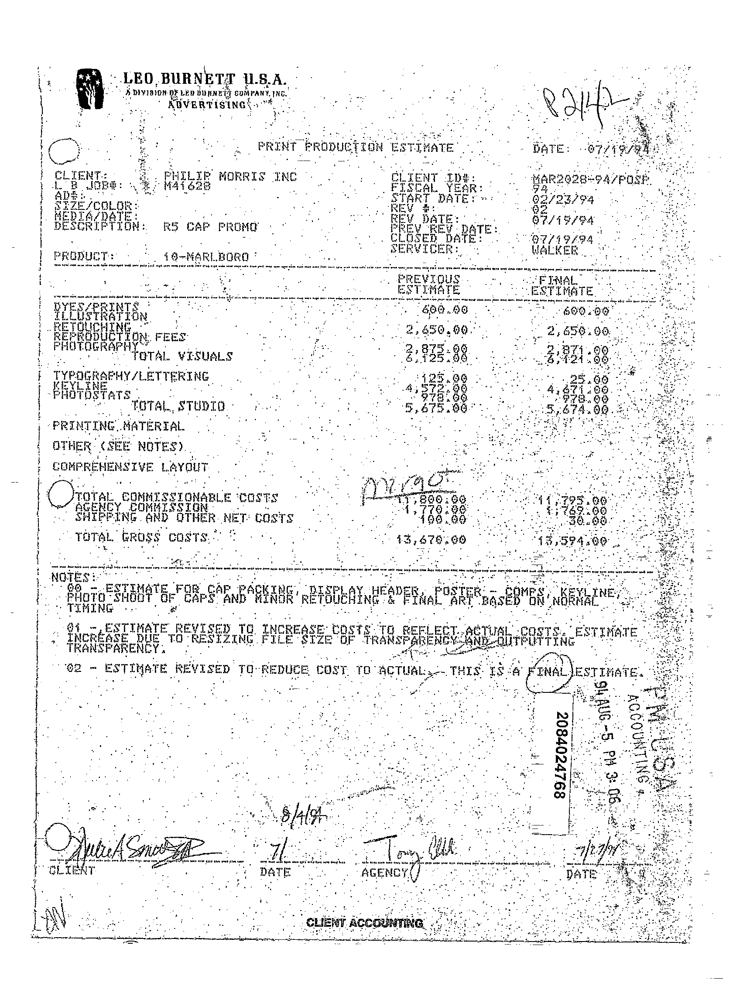 LEO BURNETT U.S.A.
A DIVISION OF LEO BURNETT COMPANY, INC.
ADVERTISING
PRINT PRODUCTION ESTIMATE DATE: 07/19/94
CLIENT: PHILIP MORRIS INC CLIENT ID#: MAR2028-94/POSP
L B JOB#: M41628 FISCAL YEAR: 94
AD#: START DATE: 02/23/94
SIZE/COLOR: REV #: 02
MEDIA/DATE: REV DATE: 07/19/94
DESCRIPTION: R5 CAP PROMO PREV REV DATE:
CLOSED DATE: 07/19/94
PRODUCT: 10-MARLBORO SERVICER: WALKER
PREVIOUS FINAL
ESTIMATE ESTIMATE
DYES/PRINTS 600.00 600.00
ILLUSTRATION
RETOUCHING 2,650.00 2,650.00
REPRODUCTION FEES
PHOTOGRAPHY 2,875.00 2,871.00
TOTAL VISUALS 6,125.00 6,121.00
TYPOGRAPHY/LETTERING 125.00 25.00
KEYLINE 4,572.00 4,671.00
PHOTOSTATS 978.00 978.00
TOTAL STUDIO 5,675.00 5,674.00
PRINTING MATERIAL
OTHER (SEE NOTES)
COMPREHENSIVE LAYOUT
TOTAL COMMISSIONABLE COSTS 11,800.00 11,795.00
AGENCY COMMISSION 1,770.00 1,769.00
SHIPPING AND OTHER NET COSTS 100.00 30.00
TOTAL GROSS COSTS 13,670.00 13,594.00
NOTES:
00 - ESTIMATE FOR CAP PACKING, DISPLAY HEADER, POSTER - COMPS, KEYLINE,
PHOTO SHOOT OF CAPS AND MINOR RETOUCHING & FINAL ART BASED ON NORMAL
TIMING
01 - ESTIMATE REVISED TO INCREASE COSTS TO REFLECT ACTUAL COSTS. ESTIMATE
INCREASE DUE TO RESIZING FILE SIZE OF TRANSPARENCY AND OUTPUTTING
TRANSPARENCY.
02 - ESTIMATE REVISED TO REDUCE COST TO ACTUAL - THIS IS A FINAL ESTIMATE.
PM USA
ACCOUNTING
94 AUG -5 PM 3:06
2084024768
8/4/94
7/ 7/27/94
CLIENT DATE AGENCY DATE
CLIENT ACCOUNTING